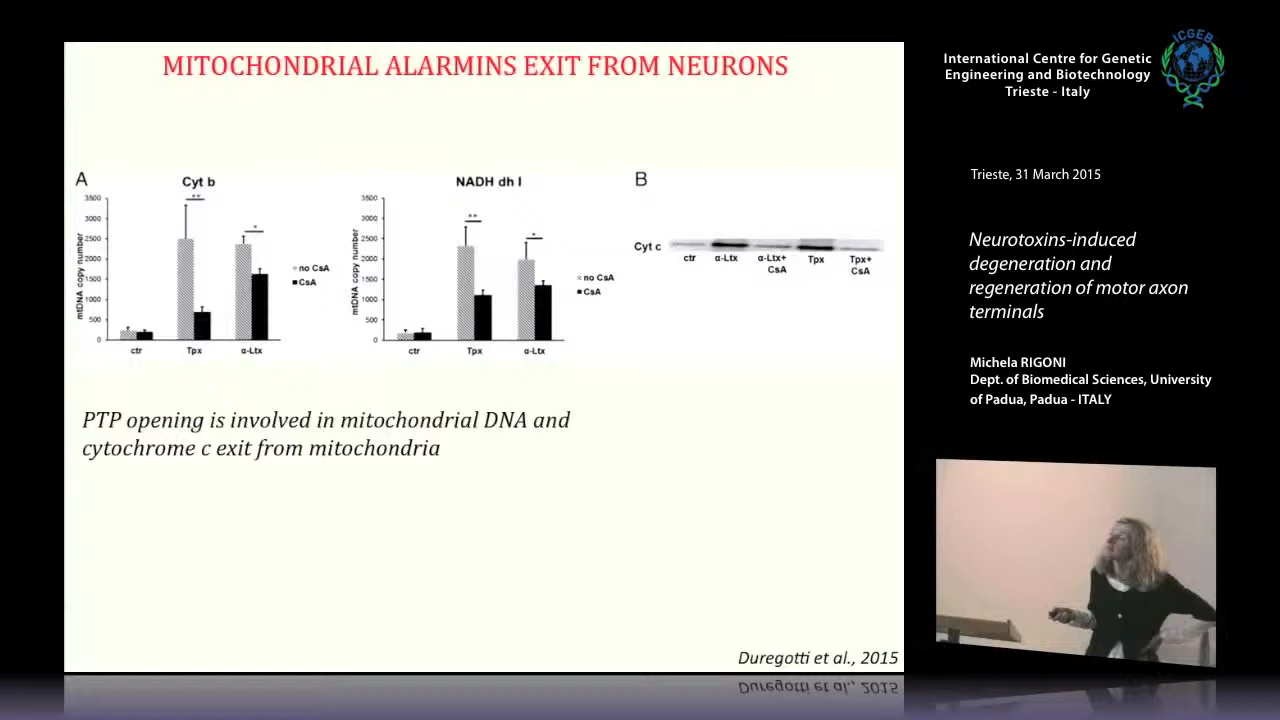 MITOCHONDRIAL ALARMINS EXIT FROM NEURONS
A
Cyt b
mtDNA copy number
3500
3000
2500
2000
1500
1000
500
0
**
*
ctr
Tpx
α-Ltx
no CsA
CsA
NADH dh I
mtDNA copy number
3500
3000
2500
2000
1500
1000
500
0
**
*
ctr
Tpx
α-Ltx
no CsA
CsA
B
Cyt c
ctr
α-Ltx
α-Ltx+
CsA
Tpx
Tpx+
CsA
PTP opening is involved in mitochondrial DNA and
cytochrome c exit from mitochondria
Duregotti et al., 2015
International Centre for Genetic
Engineering and Biotechnology
Trieste - Italy
ICGEB
Trieste, 31 March 2015
Neurotoxins-induced
degeneration and
regeneration of motor axon
terminals
Michela RIGONI
Dept. of Biomedical Sciences, University
of Padua, Padua - ITALY